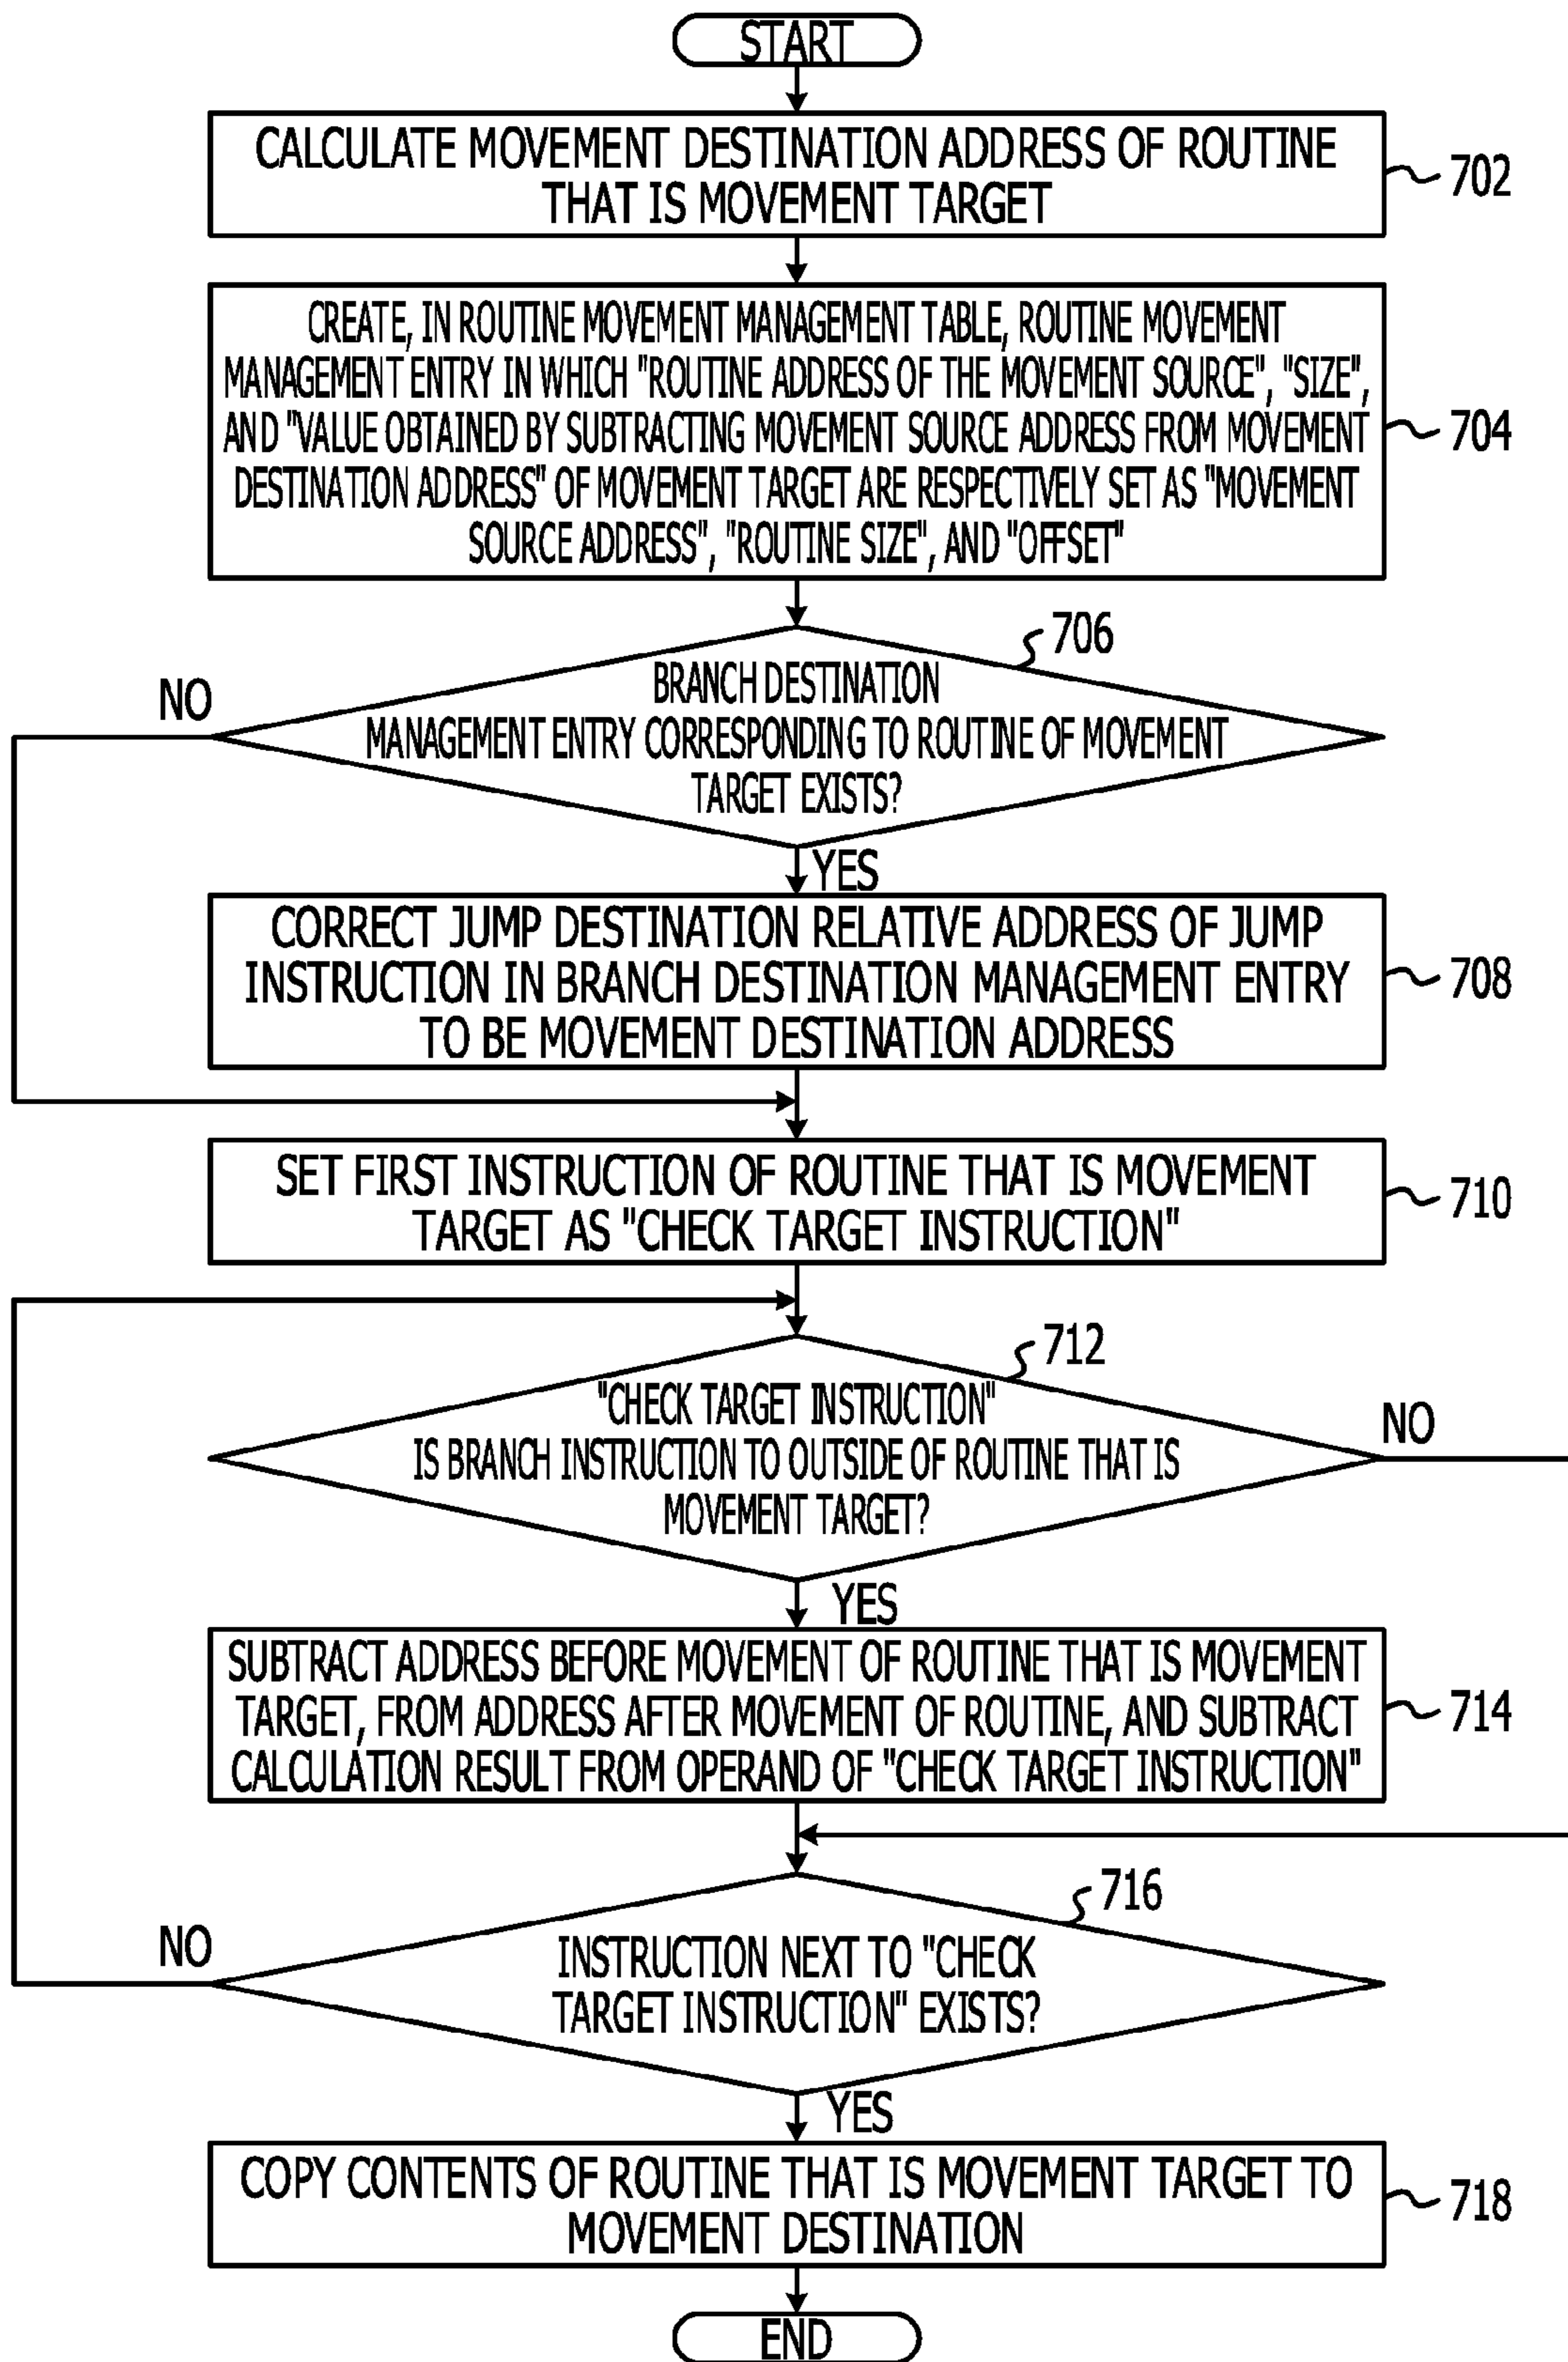 START
CALCULATE MOVEMENT DESTINATION ADDRESS OF ROUTINE
THAT IS MOVEMENT TARGET
702
CREATE, IN ROUTINE MOVEMENT MANAGEMENT TABLE, ROUTINE MOVEMENT
MANAGEMENT ENTRY IN WHICH "ROUTINE ADDRESS OF THE MOVEMENT SOURCE", "SIZE",
AND "VALUE OBTAINED BY SUBTRACTING MOVEMENT SOURCE ADDRESS FROM MOVEMENT
DESTINATION ADDRESS" OF MOVEMENT TARGET ARE RESPECTIVELY SET AS "MOVEMENT
SOURCE ADDRESS", "ROUTINE SIZE", AND "OFFSET"
704
706
BRANCH DESTINATION
MANAGEMENT ENTRY CORRESPONDING TO ROUTINE OF MOVEMENT
TARGET EXISTS?
NO
YES
CORRECT JUMP DESTINATION RELATIVE ADDRESS OF JUMP
INSTRUCTION IN BRANCH DESTINATION MANAGEMENT ENTRY
TO BE MOVEMENT DESTINATION ADDRESS
708
SET FIRST INSTRUCTION OF ROUTINE THAT IS MOVEMENT
TARGET AS "CHECK TARGET INSTRUCTION"
710
712
"CHECK TARGET INSTRUCTION"
IS BRANCH INSTRUCTION TO OUTSIDE OF ROUTINE THAT IS
MOVEMENT TARGET?
NO
YES
SUBTRACT ADDRESS BEFORE MOVEMENT OF ROUTINE THAT IS MOVEMENT
TARGET, FROM ADDRESS AFTER MOVEMENT OF ROUTINE, AND SUBTRACT
CALCULATION RESULT FROM OPERAND OF "CHECK TARGET INSTRUCTION"
714
716
INSTRUCTION NEXT TO "CHECK
TARGET INSTRUCTION" EXISTS?
NO
YES
COPY CONTENTS OF ROUTINE THAT IS MOVEMENT TARGET TO
MOVEMENT DESTINATION
718
END